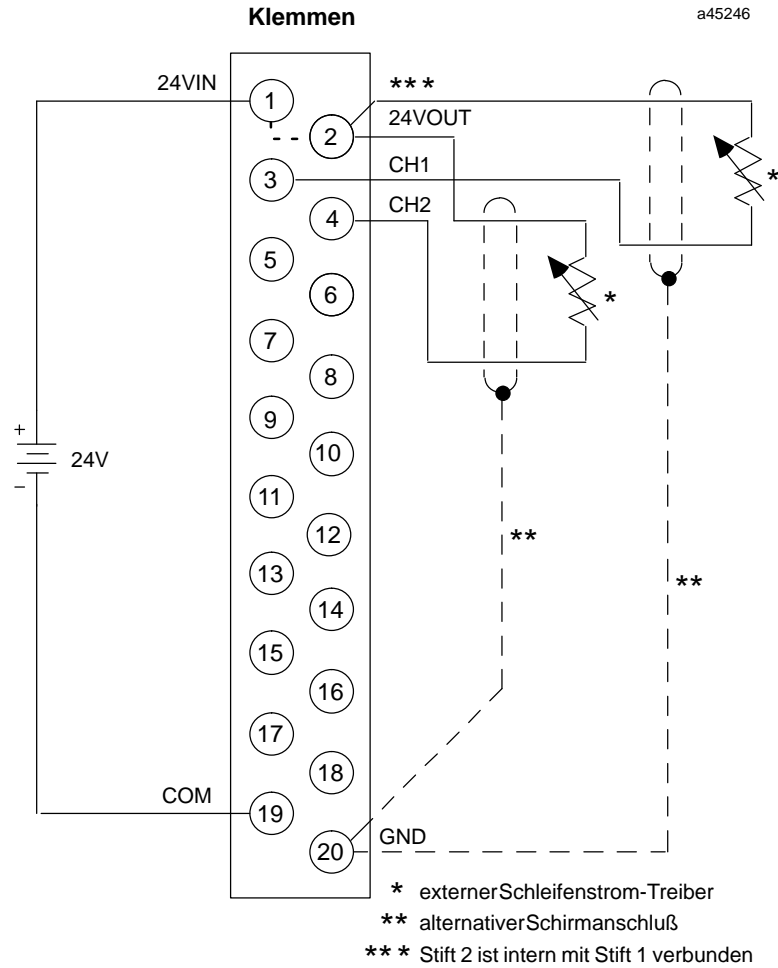 Klemmen
a45246
24VIN
1
***
24VOUT
2
CH1
3
CH2
4
*
5
*
6
7
8
9
+
24V
−
10
11
12
**
13
**
14
15
16
17
18
COM
19
GND
20
* externerSchleifenstrom-Treiber
** alternativerSchirmanschluß
*** Stift 2 ist intern mit Stift 1 verbunden